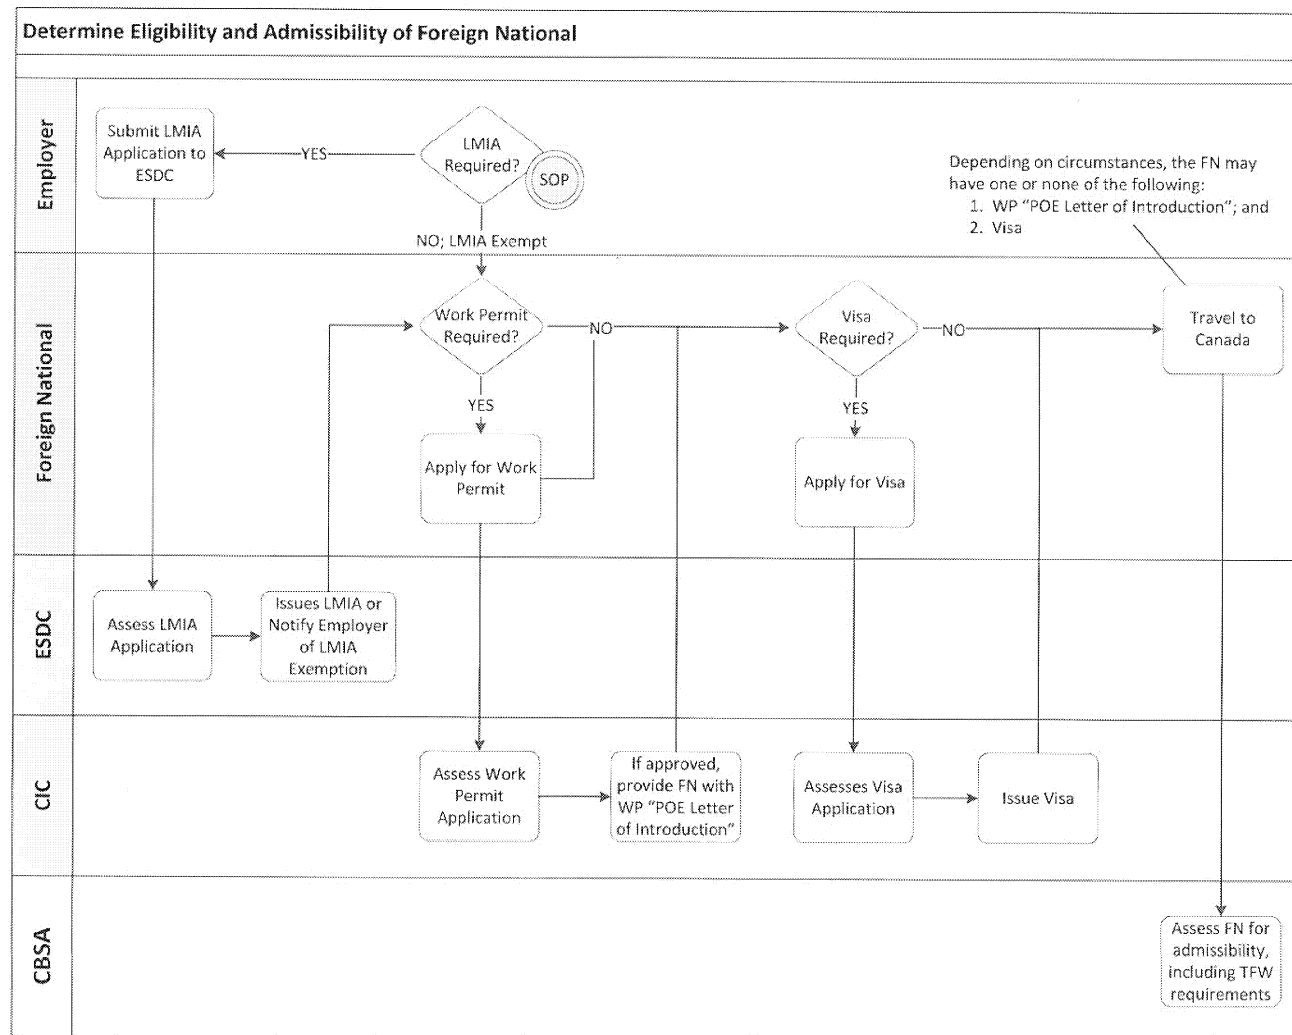 Determine Eligibility and Admissibility of Foreign National
Employer
Submit LMIA
Application to
ESDC
YES
LMIA
Required?
SOP
NO; LMIA Exempt
Depending on circumstances, the FN may
have one or none of the following:
1. WP "POE Letter of Introduction"; and
2. Visa
Foreign National
Work Permit
Required?
NO
YES
Apply for Work
Permit
Visa
Required?
NO
YES
Apply for Visa
Travel to
Canada
ESDC
Assess LMIA
Application
Issues LMIA or
Notify Employer
of LMIA
Exemption
CIC
Assess Work
Permit
Application
If approved,
provide FN with
WP "POE Letter
of Introduction"
Assesses Visa
Application
Issue Visa
CBSA
Assess FN for
admissibility,
including TFW
requirements